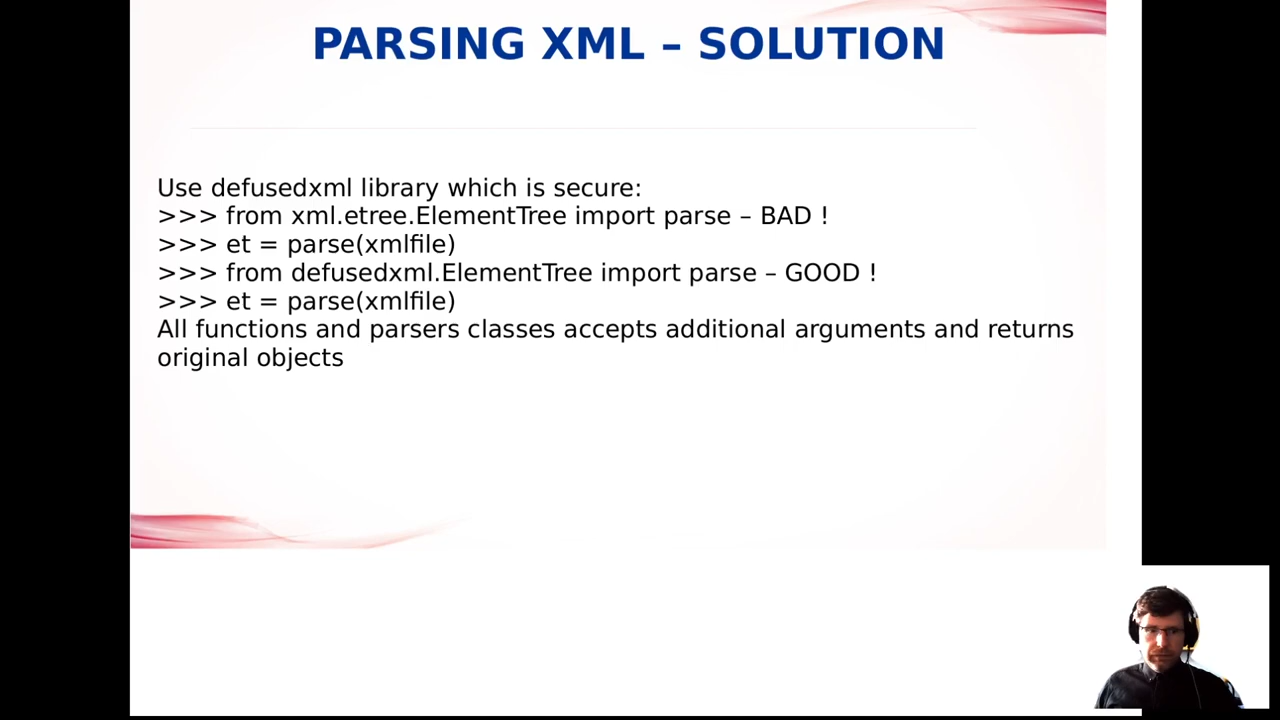 PARSING XML – SOLUTION
Use defusedxml library which is secure:
>>> from xml.etree.ElementTree import parse – BAD !
>>> et = parse(xmlfile)
>>> from defusedxml.ElementTree import parse – GOOD !
>>> et = parse(xmlfile)
All functions and parsers classes accepts additional arguments and returns
original objects